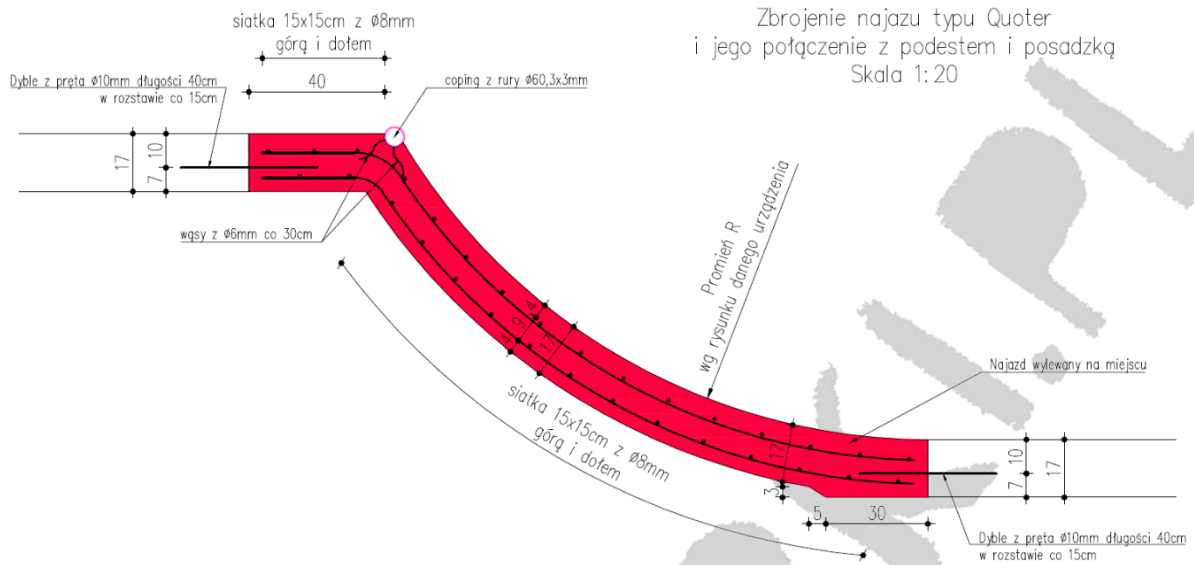 Zbrojenie najazu typu Quoter
i jego połączenie z podestem i posadzką
Skala 1:20
siatka 15x15cm z Ø8mm
górą i dołem
40
Dyble z pręta Ø10mm długości 40cm
w rozstawie co 15cm
coping z rury Ø60,3x3mm
17
10
7
wąsy z Ø6mm co 30cm
Promień R
wg rysunku danego urządzenia
4
9
4
17
siatka 15x15cm z Ø8mm
górą i dołem
Najazd wylewany na miejscu
17
3
5
30
10
7
17
Dyble z pręta Ø10mm długości 40cm
w rozstawie co 15cm